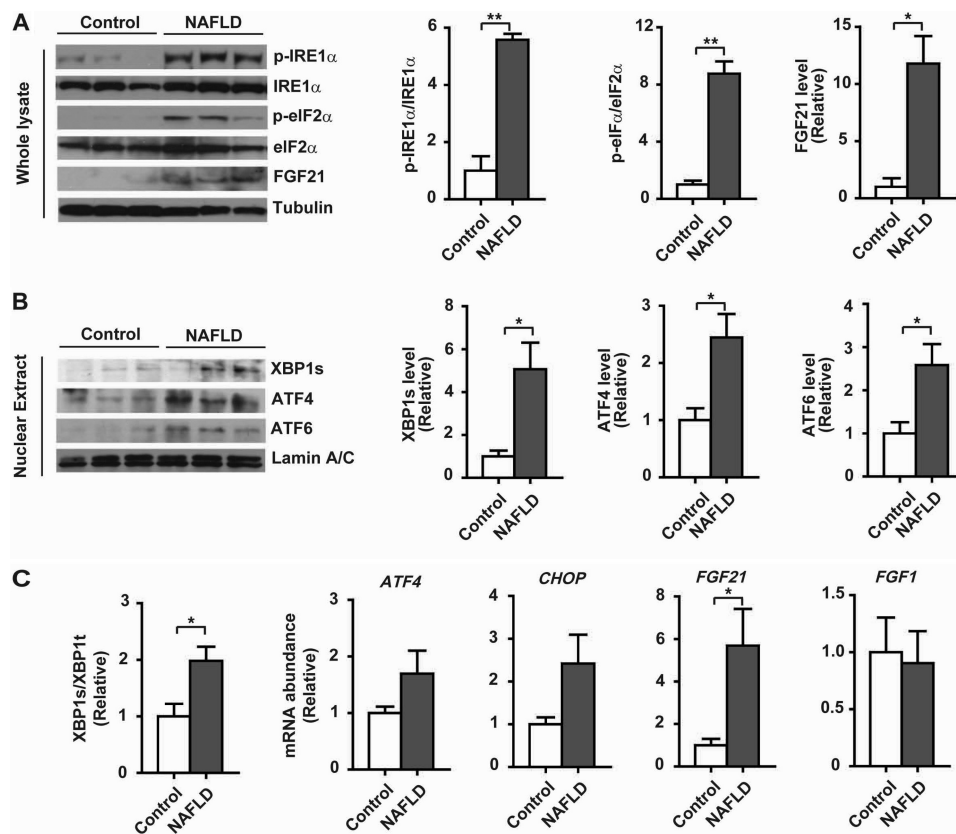 A
Control NAFLD
Whole lysate
p-IRE1α
IRE1α
p-eIF2α
eIF2α
FGF21
Tubulin
p-IRE1α/IRE1α
6
4
2
0
**
Control
NAFLD
p-eIFα/eIF2α
12
8
4
0
**
Control
NAFLD
FGF21 level
(Relative)
15
10
5
0
*
Control
NAFLD
B
Control NAFLD
Nuclear Extract
XBP1s
ATF4
ATF6
Lamin A/C
XBP1s level
(Relative)
8
6
4
2
0
*
Control
NAFLD
ATF4 level
(Relative)
3
2
1
0
*
Control
NAFLD
ATF6 level
(Relative)
4
3
2
1
0
*
Control
NAFLD
C
XBP1s/XBP1t
(Relative)
3
2
1
0
*
Control
NAFLD
ATF4
mRNA abundance
(Relative)
3
2
1
0
Control
NAFLD
CHOP
4
3
2
1
0
Control
NAFLD
FGF21
8
6
4
2
0
*
Control
NAFLD
FGF1
1.5
1.0
0.5
0
Control
NAFLD